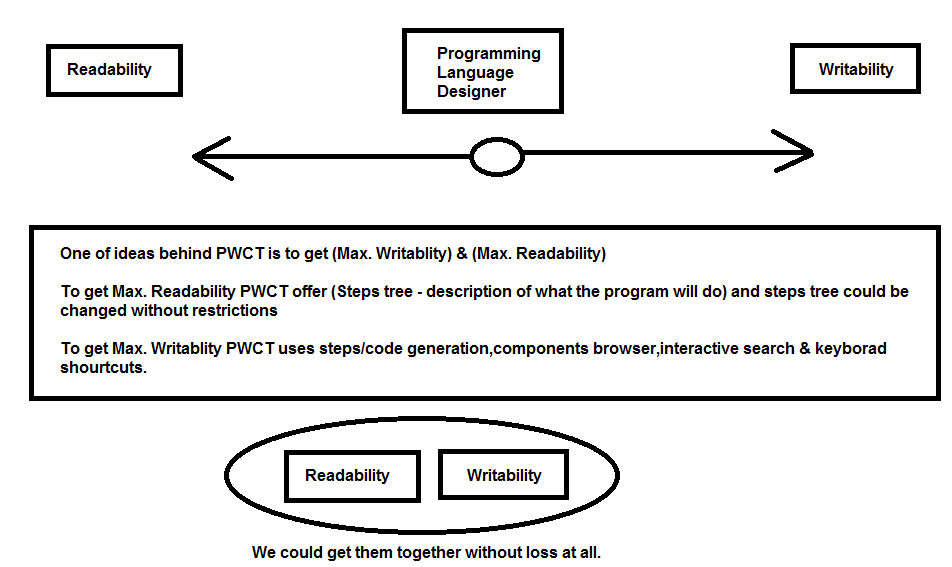 Readability
Programming
Language
Designer
Writability
One of ideas behind PWCT is to get (Max. Writablity) & (Max. Readability)
To get Max. Readability PWCT offer (Steps tree - description of what the program will do) and steps tree could be
changed without restrictions
To get Max. Writablity PWCT uses steps/code generation,components browser,interactive search & keyborad
shourtcuts.
Readability
Writability
We could get them together without loss at all.